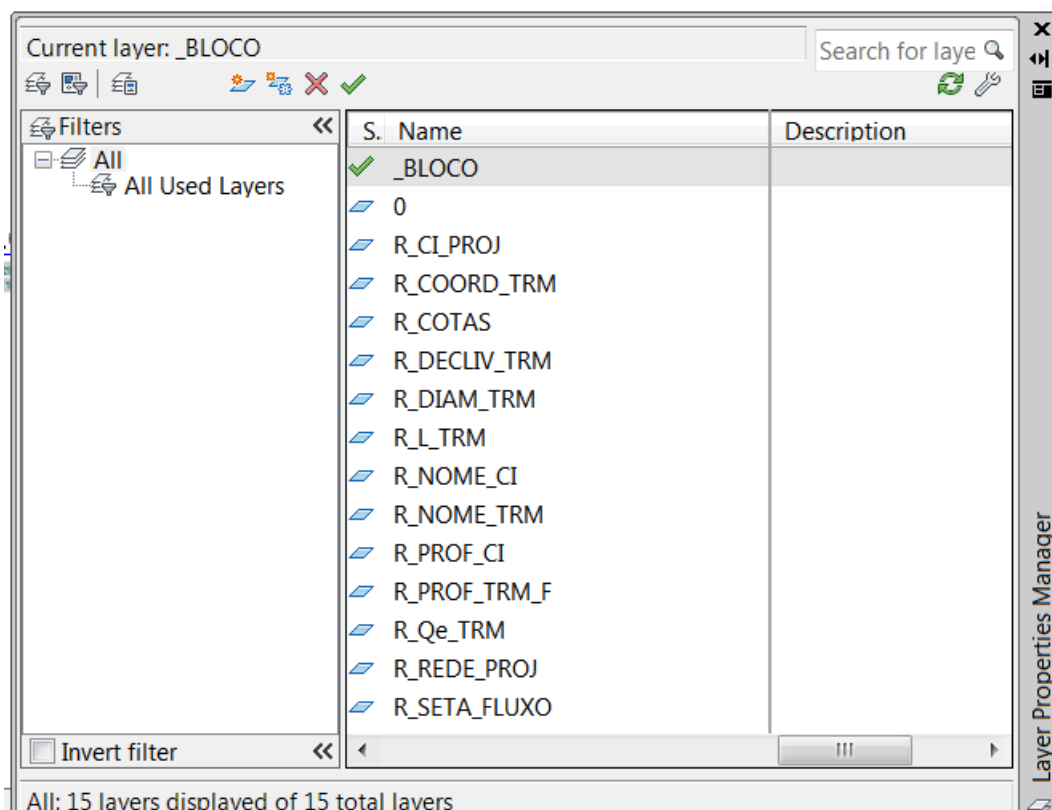 Current layer: _BLOCO
Search for laye
Filters
All
All Used Layers
S. Name Description
_BLOCO
0
R_CI_PROJ
R_COORD_TRM
R_COTAS
R_DECLIV_TRM
R_DIAM_TRM
R_L_TRM
R_NOME_CI
R_NOME_TRM
R_PROF_CI
R_PROF_TRM_F
R_Qe_TRM
R_REDE_PROJ
R_SETA_FLUXO
Invert filter
All: 15 layers displayed of 15 total layers
Layer Properties Manager